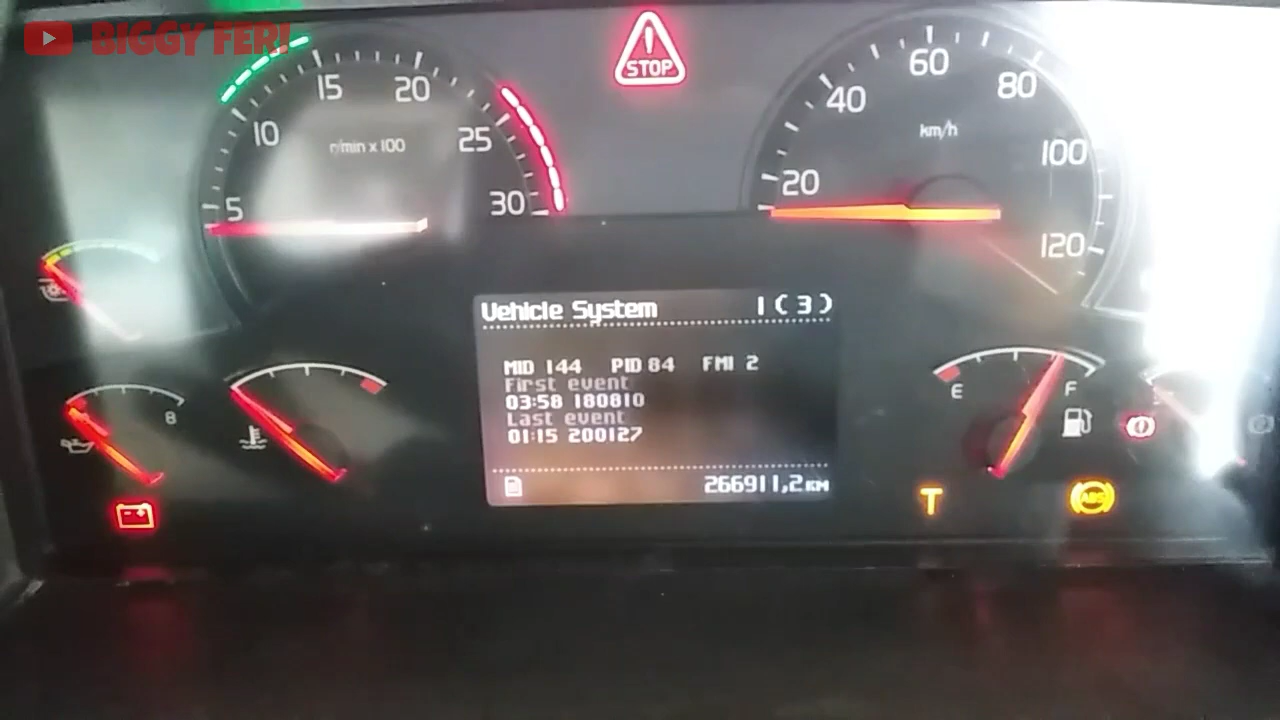 BIGGY FER!
STOP
5
10
15
20
25
30
r/min x 100
20
40
60
80
100
120
km/h
Vehicle System 1 ( 3 )
MID 144 PID 84 FMI 2
First event
03:58 180810
Last event
01:15 200127
266911,2 KM
8
E
F
T
ABS